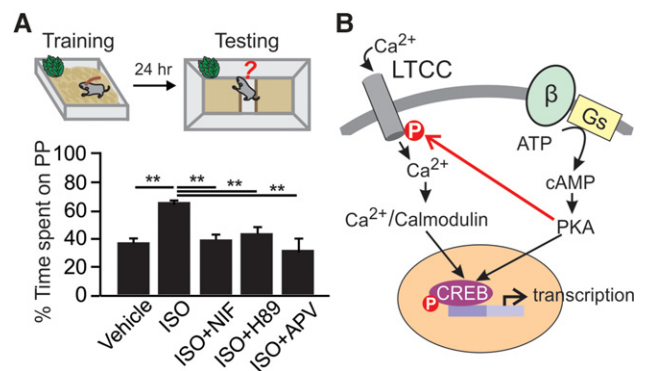 A
Training
Testing
24 hr
?
% Time spent on PP
100
80
60
40
20
0
**
**
**
**
Vehicle
ISO
ISO+NIF
ISO+H89
ISO+APV
B
Ca2+
LTCC
β
Gs
P
ATP
Ca2+
cAMP
Ca2+/Calmodulin
PKA
CREB
P
transcription